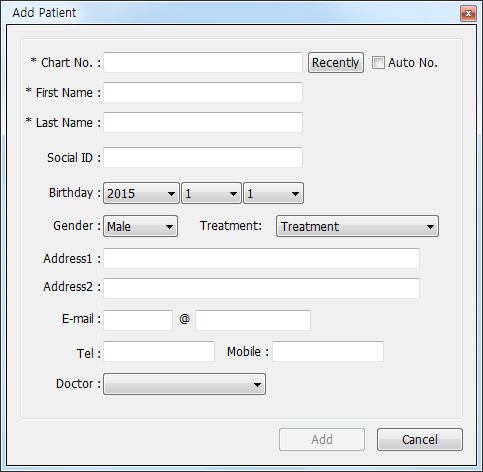 Add Patient
* Chart No. : Recently Auto No.
* First Name :
* Last Name :
Social ID :
Birthday : 2015 1 1
Gender : Male Treatment: Treatment
Address1 :
Address2 :
E-mail : @
Tel : Mobile :
Doctor :
Add Cancel